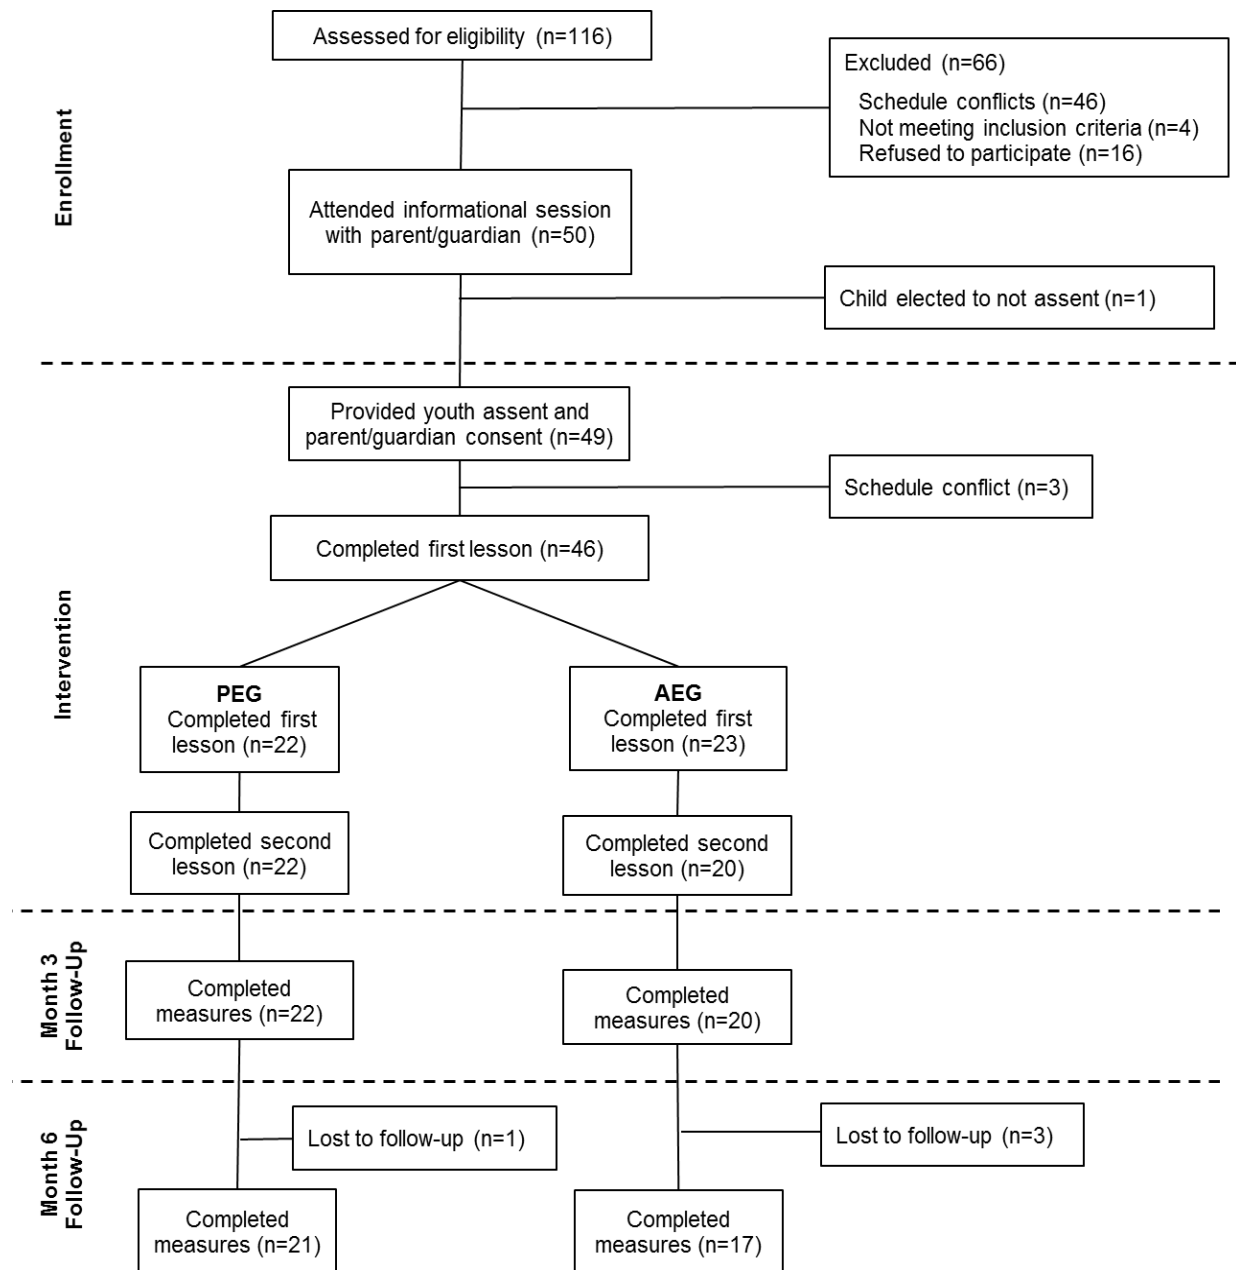 Assessed for eligibility (n=116)
Excluded (n=66)
Schedule conflicts (n=46)
Not meeting inclusion criteria (n=4)
Refused to participate (n=16)
Enrollment
Attended informational session
with parent/guardian (n=50)
Child elected to not assent (n=1)
Provided youth assent and
parent/guardian consent (n=49)
Schedule conflict (n=3)
Completed first lesson (n=46)
Intervention
PEG
Completed first
lesson (n=22)
AEG
Completed first
lesson (n=23)
Completed second
lesson (n=22)
Completed second
lesson (n=20)
Month 3
Follow-Up
Completed
measures (n=22)
Completed
measures (n=20)
Month 6
Follow-Up
Lost to follow-up (n=1)
Lost to follow-up (n=3)
Completed
measures (n=21)
Completed
measures (n=17)